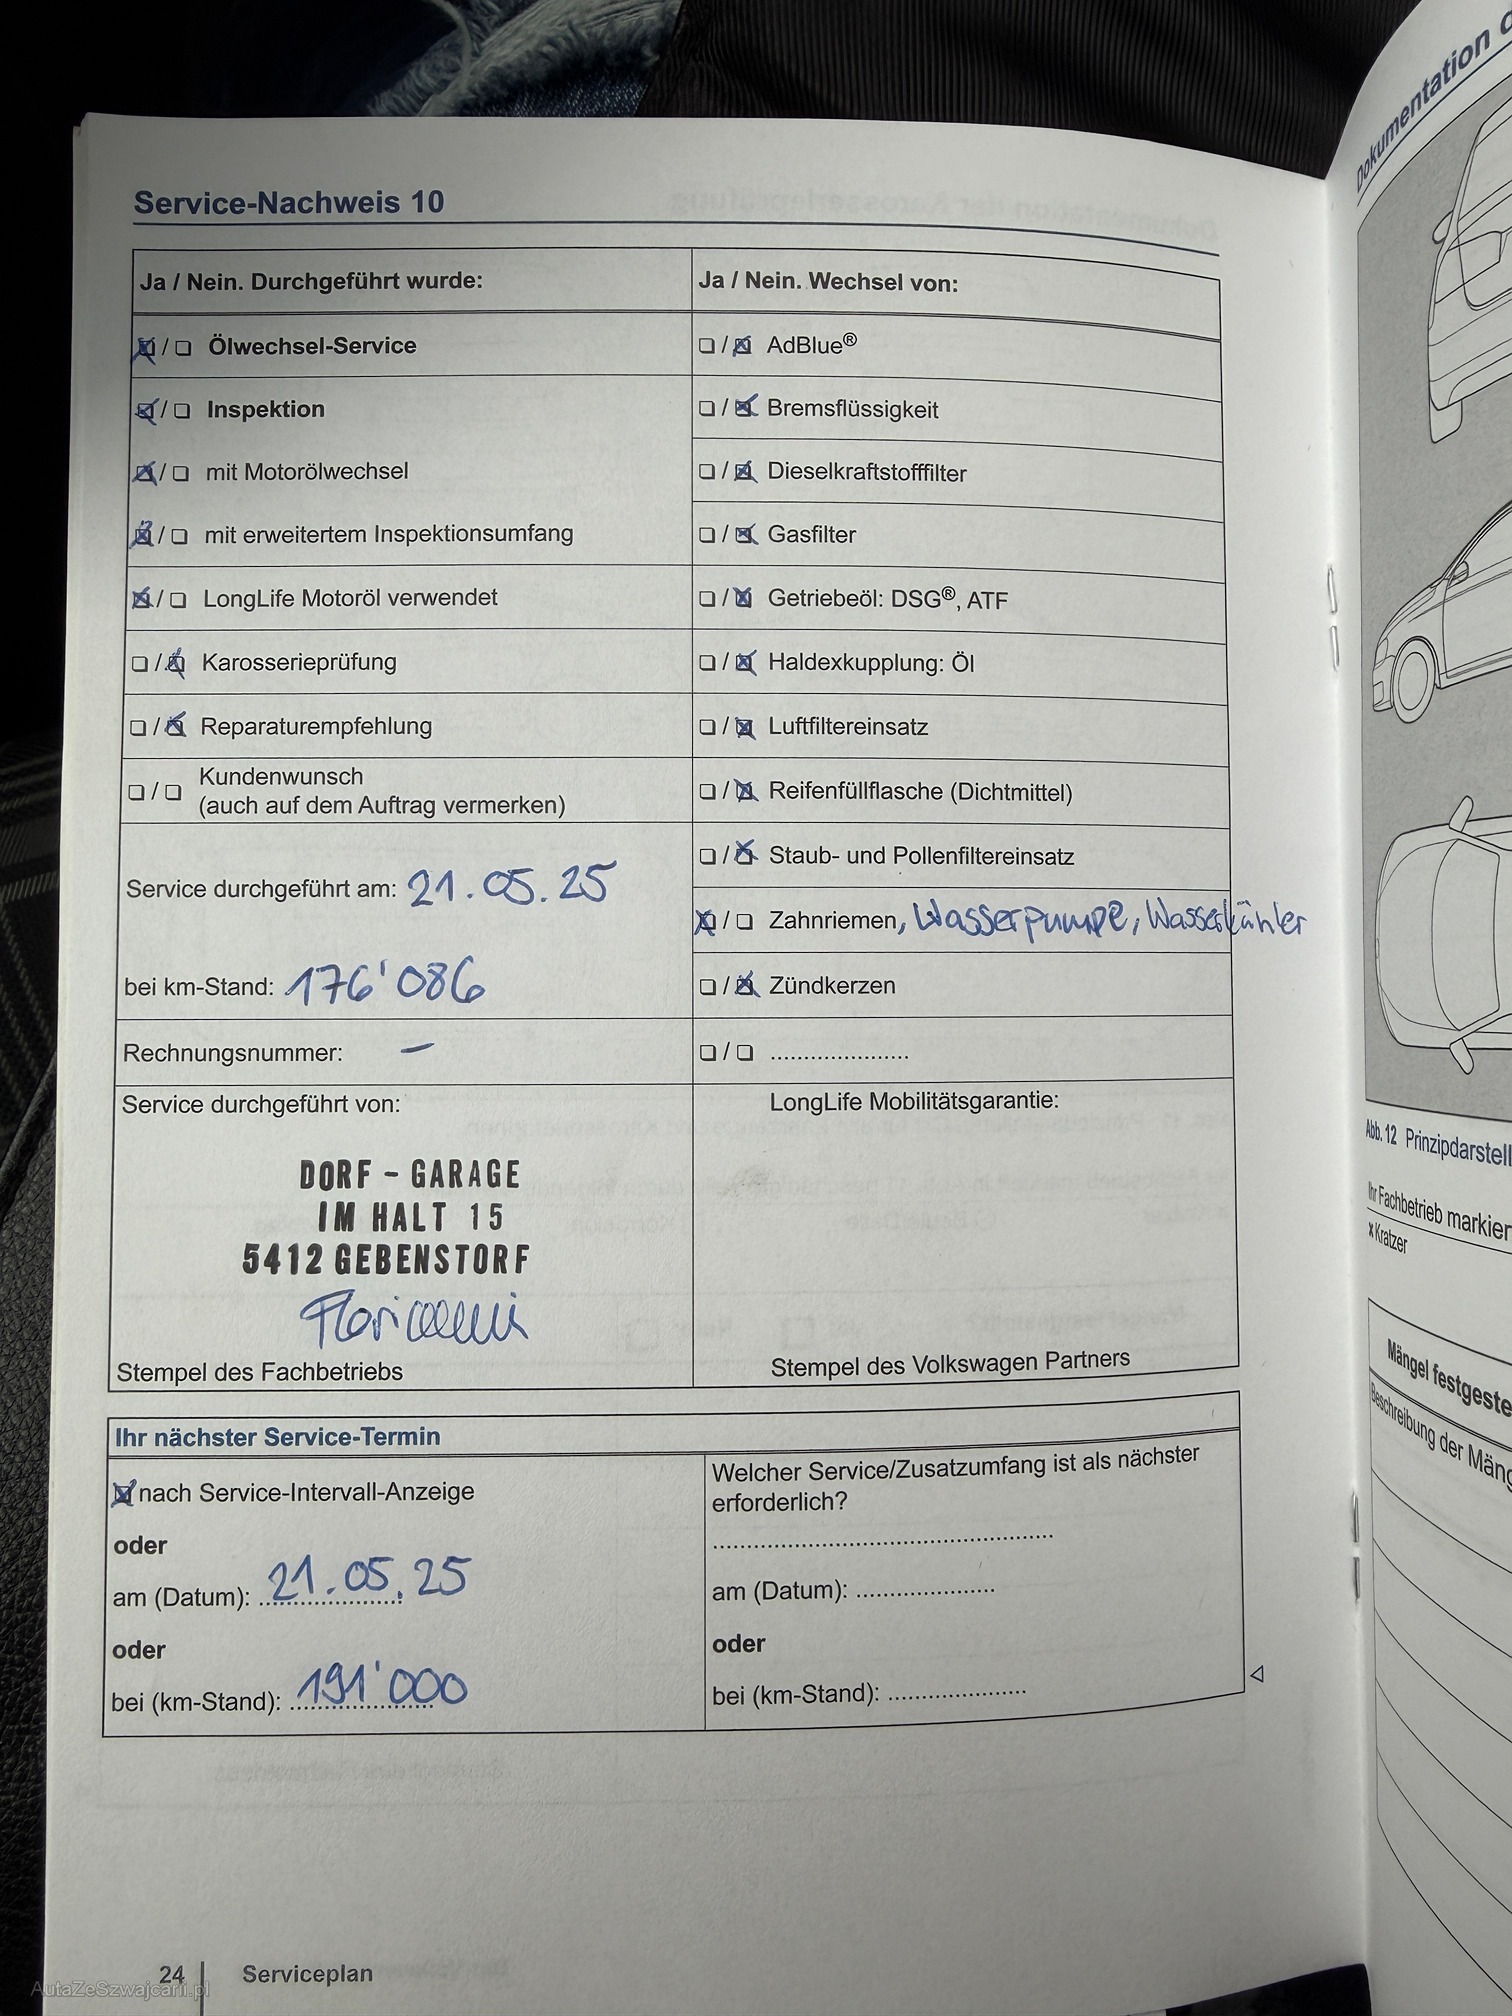 Service-Nachweis 10
Ja / Nein. Durchgeführt wurde:
Ölwechsel-Service
Inspektion
mit Motorölwechsel
mit erweitertem Inspektionsumfang
LongLife Motoröl verwendet
Karosserieprüfung
Reparaturempfehlung
Kundenwunsch
(auch auf dem Auftrag vermerken)
Service durchgeführt am: 21.05.25
bei km-Stand: 176'086
Rechnungsnummer: –
Service durchgeführt von:
DORF - GARAGE
IM HALT 15
5412 GEBENSTORF
Stempel des Fachbetriebs
Ja / Nein. Wechsel von:
AdBlue®
Bremsflüssigkeit
Dieselkraftstofffilter
Gasfilter
Getriebeöl: DSG®, ATF
Haldexkupplung: Öl
Luftfiltereinsatz
Reifenfüllflasche (Dichtmittel)
Staub- und Pollenfiltereinsatz
Zahnriemen, Wasserpumpe, Wasserkühler
Zündkerzen
.....................
LongLife Mobilitätsgarantie:
Stempel des Volkswagen Partners
Ihr nächster Service-Termin
nach Service-Intervall-Anzeige
oder
am (Datum): 21.05.25
oder
bei (km-Stand): 191'000
Welcher Service/Zusatzumfang ist als nächster
erforderlich?
am (Datum): .....................
oder
bei (km-Stand): .....................
24 | Serviceplan
AutaZeSzwajcarii.pl
Dokumentation
Abb. 12 Prinzipdarstell
Ihr Fachbetrieb markier
x Kratzer
Mängel festgeste
Beschreibung der Mäng